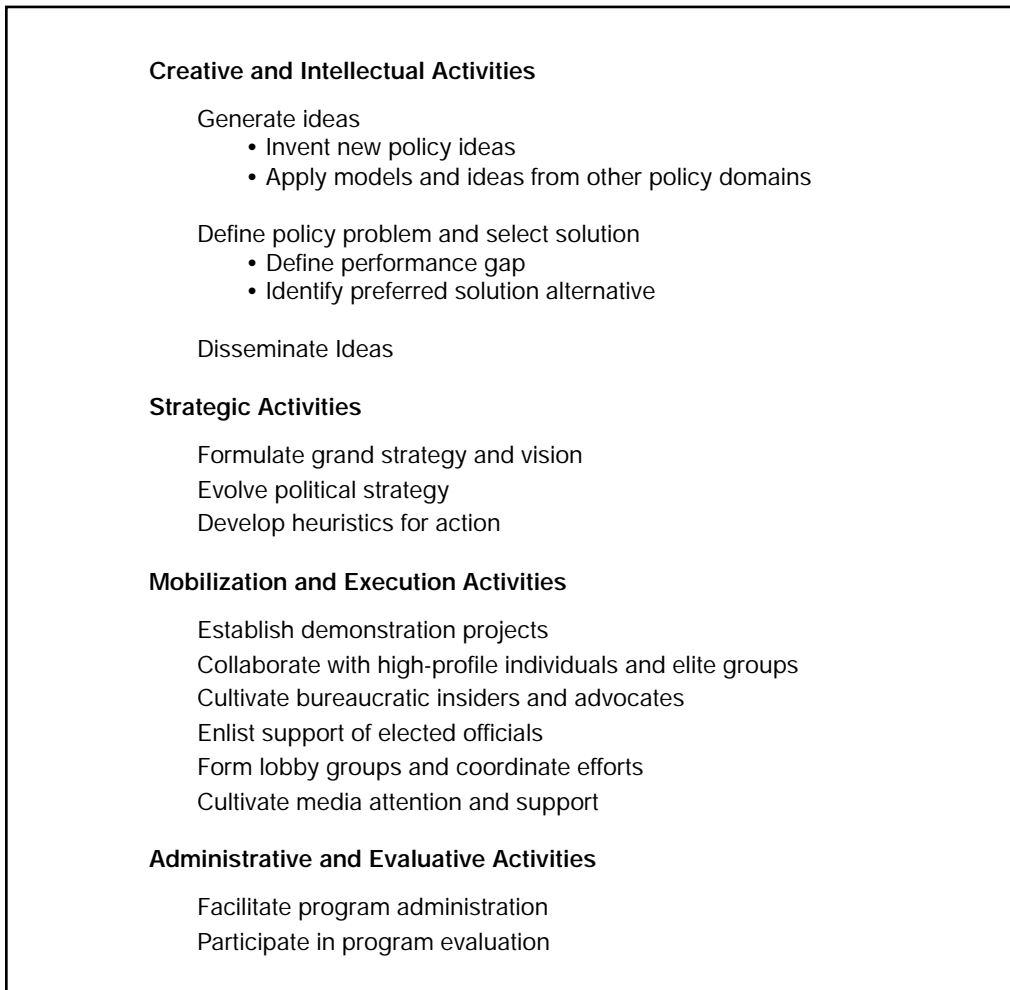 Creative and Intellectual Activities
Generate ideas
• Invent new policy ideas
• Apply models and ideas from other policy domains
Define policy problem and select solution
• Define performance gap
• Identify preferred solution alternative
Disseminate Ideas
Strategic Activities
Formulate grand strategy and vision
Evolve political strategy
Develop heuristics for action
Mobilization and Execution Activities
Establish demonstration projects
Collaborate with high-profile individuals and elite groups
Cultivate bureaucratic insiders and advocates
Enlist support of elected officials
Form lobby groups and coordinate efforts
Cultivate media attention and support
Administrative and Evaluative Activities
Facilitate program administration
Participate in program evaluation